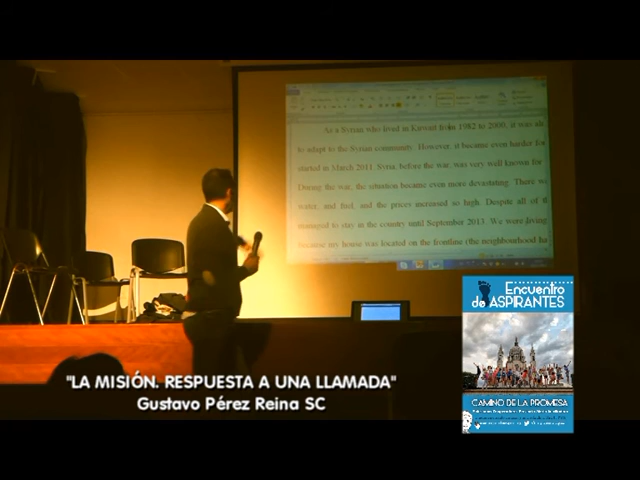 As a Syrian who lived in Kuwait from 1982 to 2000, it was
to adapt to the Syrian community. However, it became even harder for
started in March 2011. Syria, before the war, was very well known for
During the war, the situation became even more devastating. There
water, and fuel, and the prices increased so high. Despite all of
managed to stay in the country until September 2013. We were living
because my house was located on the frontline (the neighbourhood ha
Encuentro
de ASPIRANTES
CAMINO DE LA PROMESA
"LA MISIÓN. RESPUESTA A UNA LLAMADA"
Gustavo Pérez Reina SC